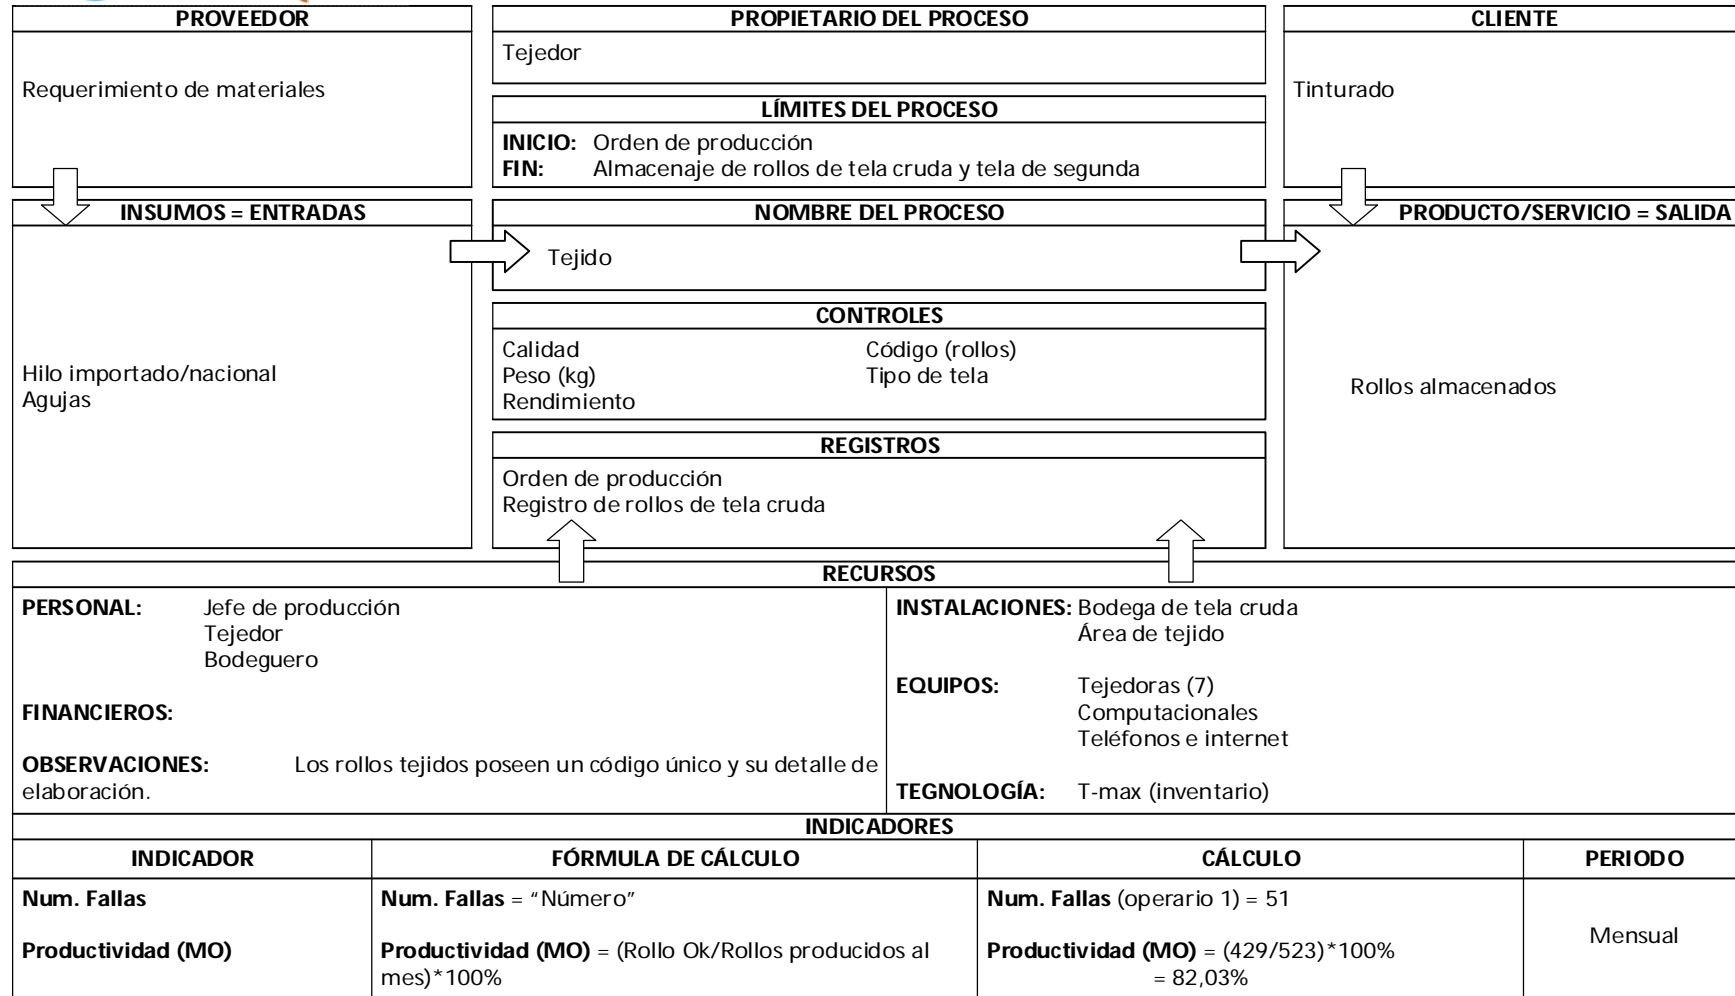 PROVEEDOR
Requerimiento de materiales
PROPIETARIO DEL PROCESO
Tejedor
LÍMITES DEL PROCESO
INICIO: Orden de producción
FIN: Almacenaje de rollos de tela cruda y tela de segunda
CLIENTE
Tinturado
INSUMOS = ENTRADAS
Hilo importado/nacional
Agujas
NOMBRE DEL PROCESO
Tejido
CONTROLES
Calidad Código (rollos)
Peso (kg) Tipo de tela
Rendimiento
REGISTROS
Orden de producción
Registro de rollos de tela cruda
PRODUCTO/SERVICIO = SALIDA
Rollos almacenados
RECURSOS
PERSONAL: Jefe de producción
Tejedor
Bodeguero
FINANCIEROS:
OBSERVACIONES: Los rollos tejidos poseen un código único y su detalle de
elaboración.
INSTALACIONES: Bodega de tela cruda
Área de tejido
EQUIPOS: Tejedoras (7)
Computacionales
Teléfonos e internet
TEGNOLOGÍA: T-max (inventario)
INDICADORES
INDICADOR FÓRMULA DE CÁLCULO CÁLCULO PERIODO
Num. Fallas Num. Fallas = “Número” Num. Fallas (operario 1) = 51
Mensual
Productividad (MO) Productividad (MO) = (Rollo Ok/Rollos producidos al Productividad (MO) = (429/523)*100%
mes)*100% = 82,03%